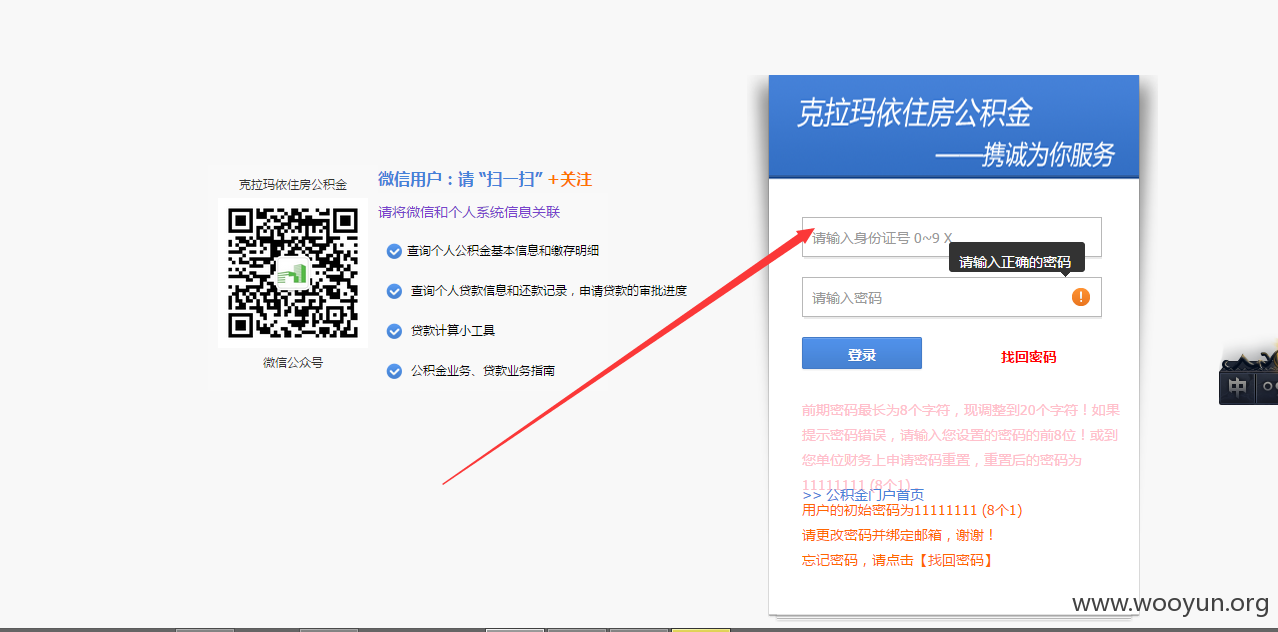 克拉玛依住房公积金
微信用户：请 “扫一扫” +关注
请将微信和个人系统信息关联
查询个人公积金基本信息和缴存明细
查询个人贷款信息和还款记录，申请贷款的审批进度
贷款计算小工具
公积金业务、贷款业务指南
微信公众号
克拉玛依住房公积金
——携诚为你服务
请输入身份证号 0~9 X
请输入正确的密码
请输入密码
登录
找回密码
前期密码最长为8个字符，现调整到20个字符！如果
提示密码错误，请输入您设置的密码的前8位！或到
您单位财务上申请密码重置，重置后的密码为
11111111 (8个1)
>> 公积金门户首页
用户的初始密码为11111111 (8个1)
请更改密码并绑定邮箱，谢谢！
忘记密码，请点击【找回密码】
中
www.wooyun.org